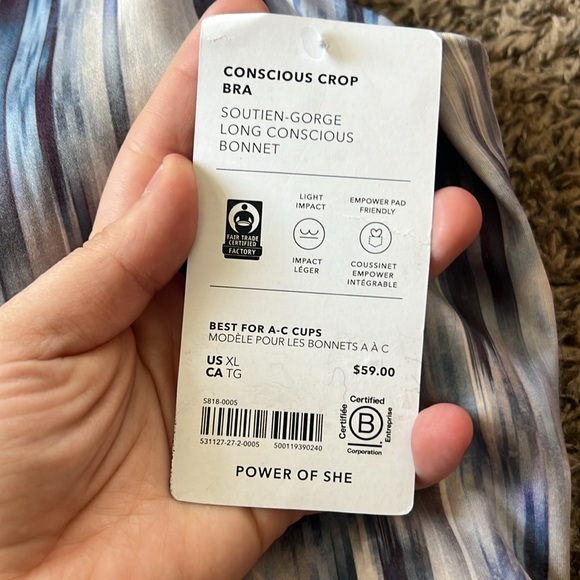 CONSCIOUS CROP
BRA
SOUTIEN-GORGE
LONG CONSCIOUS
BONNET
FAIR TRADE
CERTIFIED
FACTORY
LIGHT
IMPACT
IMPACT
LÉGER
EMPOWER PAD
FRIENDLY
COUSSINET
EMPOWER
INTÉGRABLE
BEST FOR A-C CUPS
MODÈLE POUR LES BONNETS A À C
US XL
CA TG
$59.00
S818-0005
531127-27-2-0005 500119390240
Certified
Certifiée
B
Entreprise
Corporation
POWER OF SHE